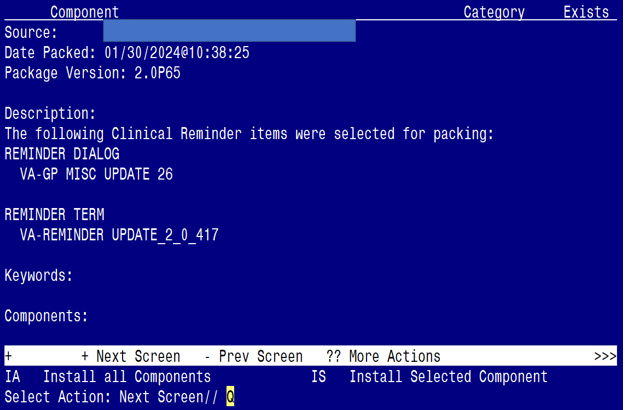 Component Category Exists
Source:
Date Packed: 01/30/2024@10:38:25
Package Version: 2.0P65
Description:
The following Clinical Reminder items were selected for packing:
REMINDER DIALOG
VA-GP MISC UPDATE 26
REMINDER TERM
VA-REMINDER UPDATE_2_0_417
Keywords:
Components:
+ + Next Screen - Prev Screen ?? More Actions >>>
IA Install all Components IS Install Selected Component
Select Action: Next Screen// Q